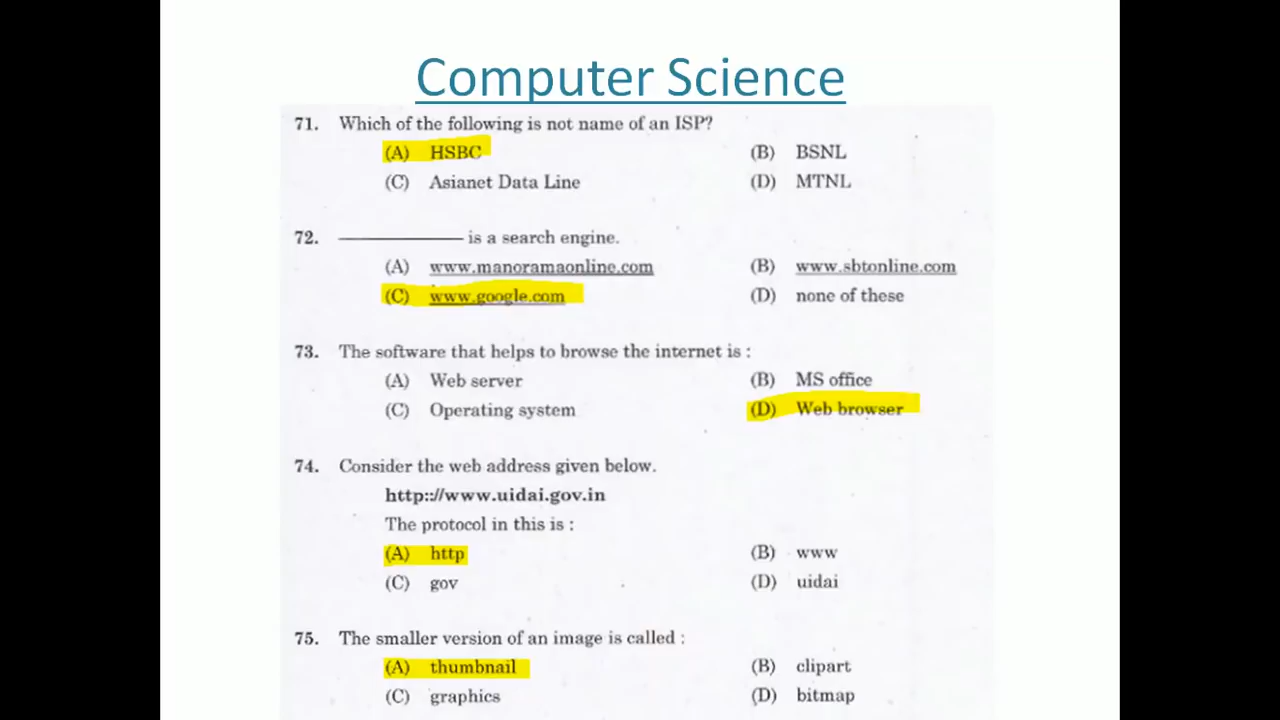 Computer Science
71. Which of the following is not name of an ISP?
(A) HSBC (B) BSNL
(C) Asianet Data Line (D) MTNL
72. ———————— is a search engine.
(A) www.manoramaonline.com (B) www.sbtonline.com
(C) www.google.com (D) none of these
73. The software that helps to browse the internet is :
(A) Web server (B) MS office
(C) Operating system (D) Web browser
74. Consider the web address given below.
http:://www.uidai.gov.in
The protocol in this is :
(A) http (B) www
(C) gov (D) uidai
75. The smaller version of an image is called :
(A) thumbnail (B) clipart
(C) graphics (D) bitmap